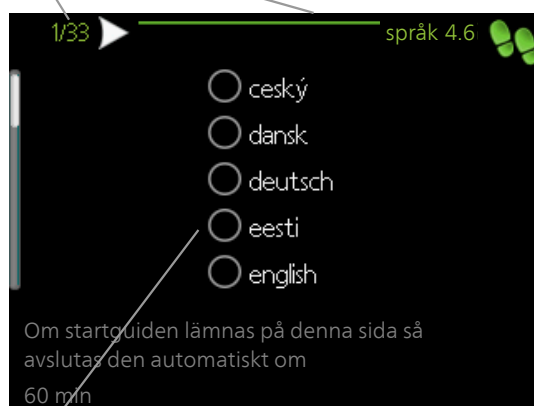 1/33
språk 4.6
ceský
dansk
deutsch
eesti
english
Om startguiden lämnas på denna sida så
avslutas den automatiskt om
60 min